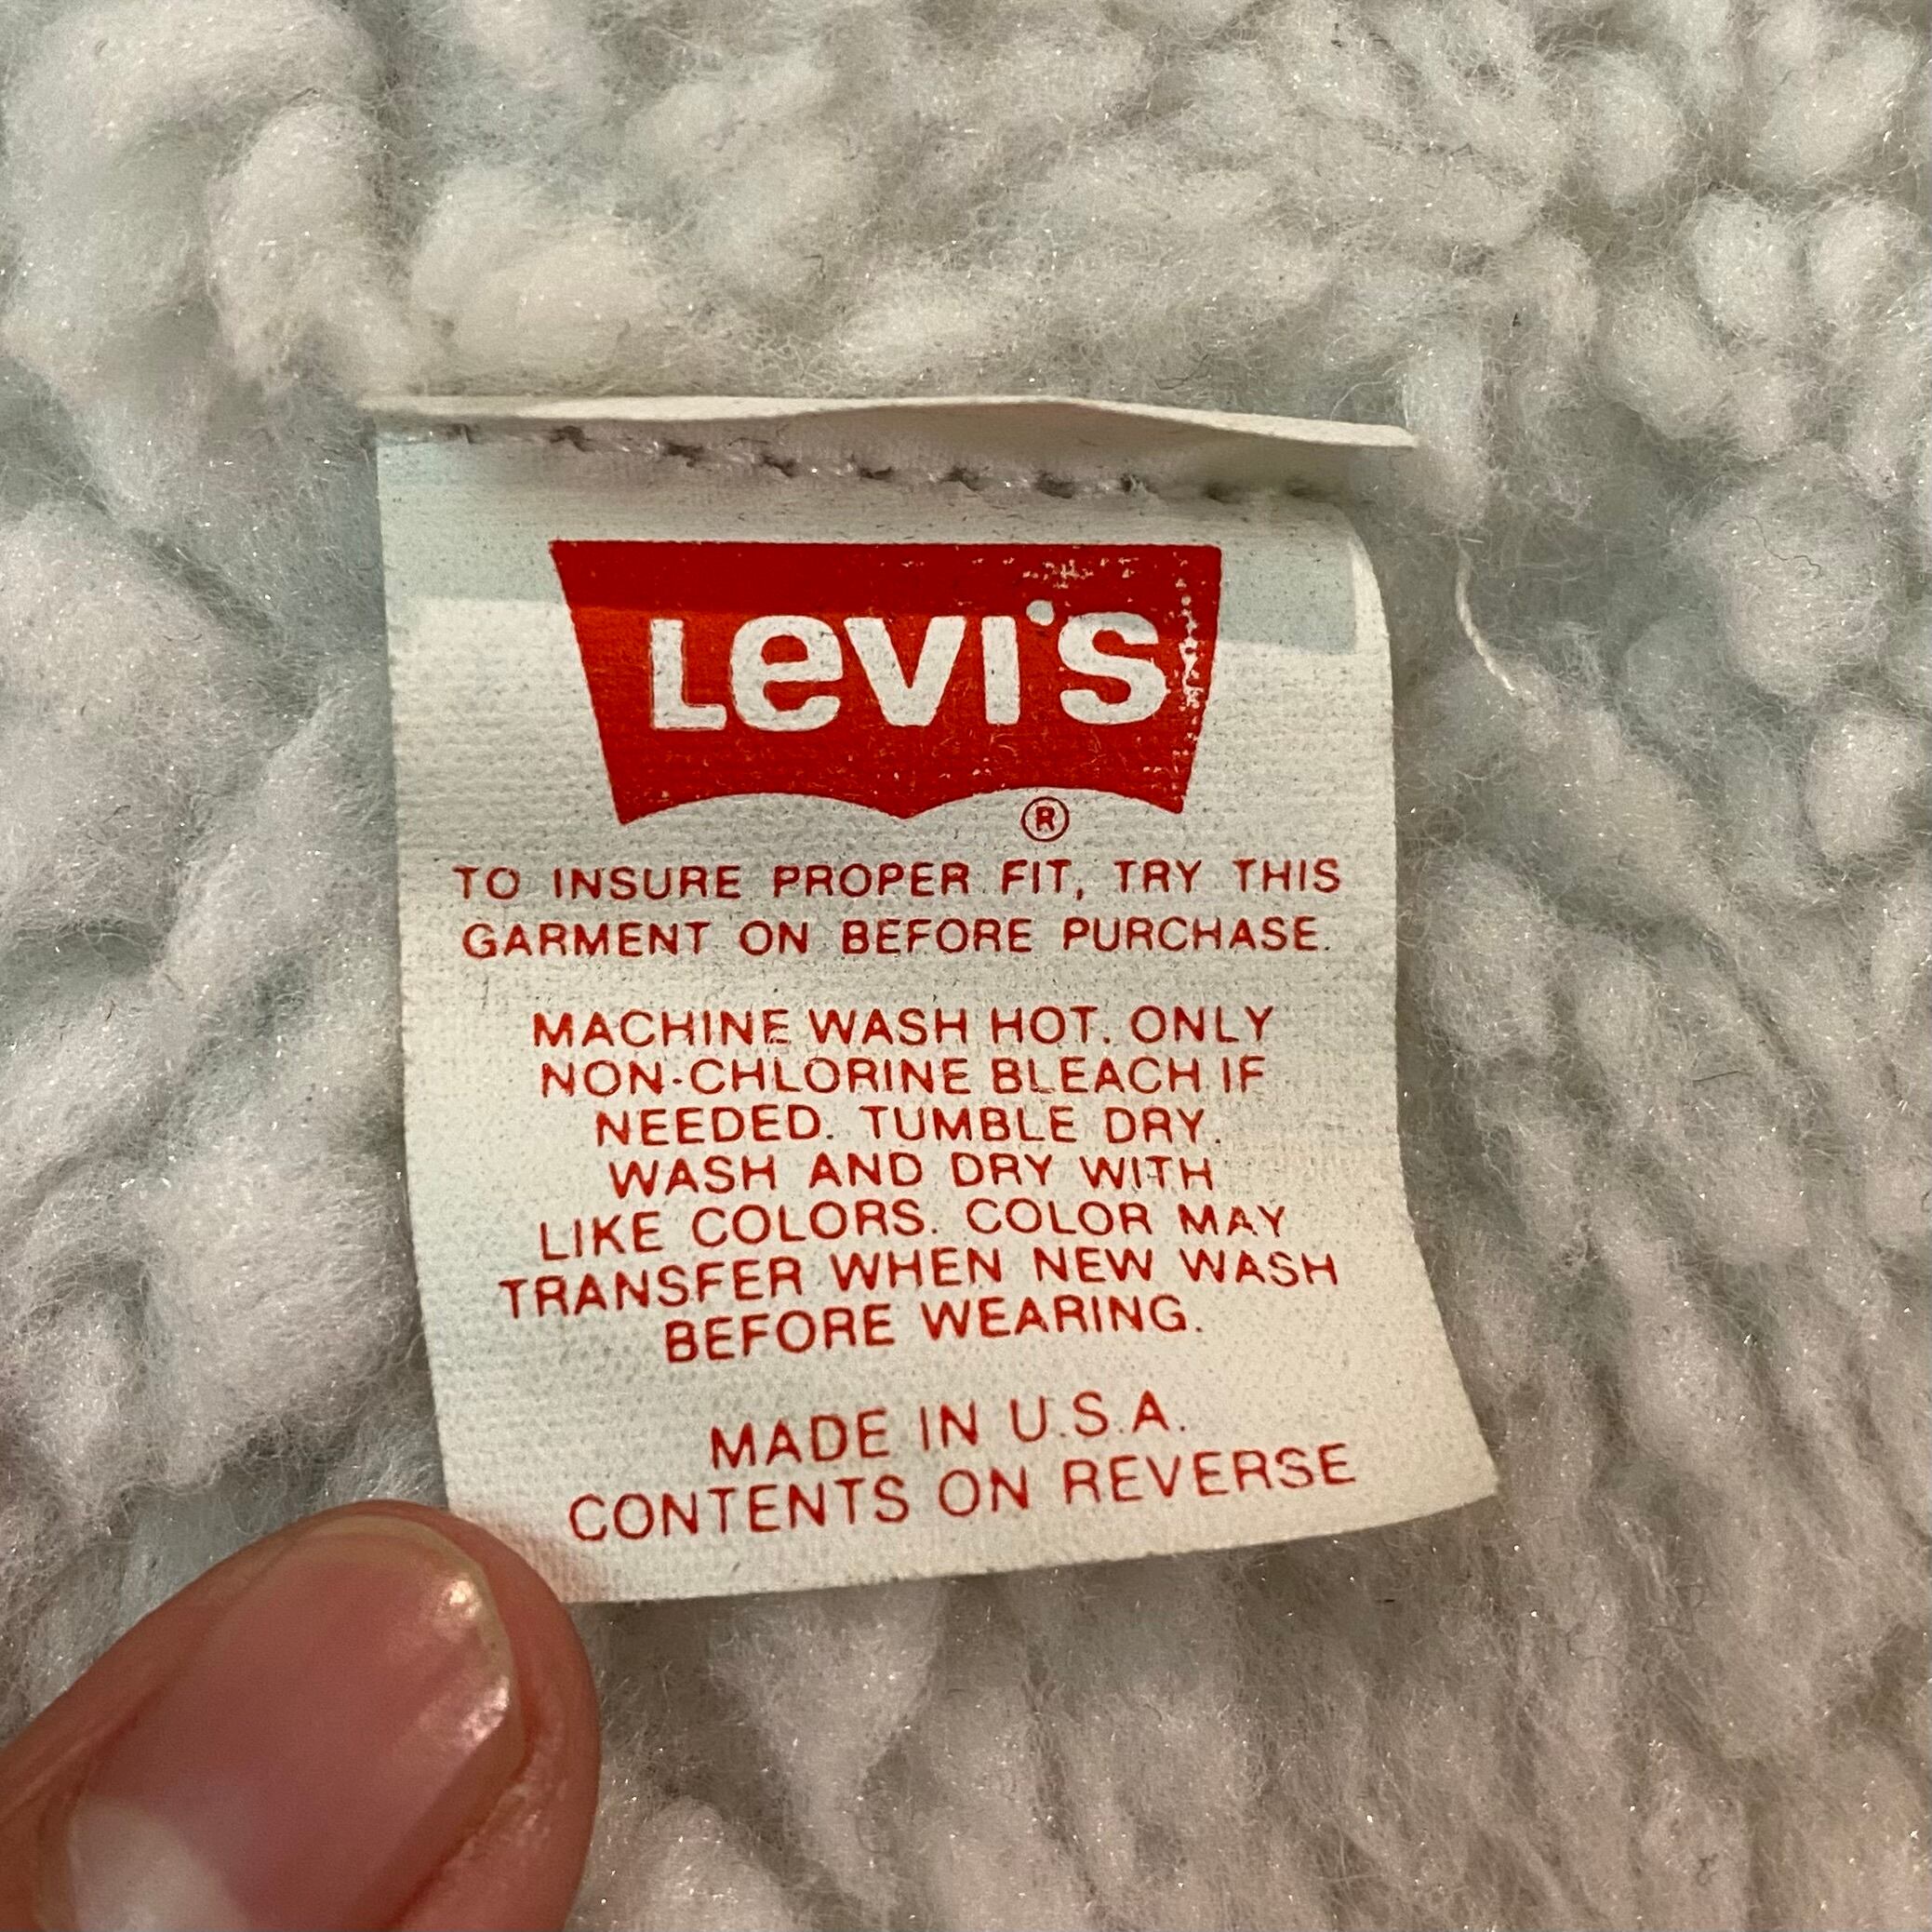 Levi's
®
TO INSURE PROPER FIT, TRY THIS
GARMENT ON BEFORE PURCHASE.
MACHINE WASH HOT. ONLY
NON-CHLORINE BLEACH IF
NEEDED. TUMBLE DRY.
WASH AND DRY WITH
LIKE COLORS. COLOR MAY
TRANSFER WHEN NEW WASH
BEFORE WEARING.
MADE IN U.S.A.
CONTENTS ON REVERSE